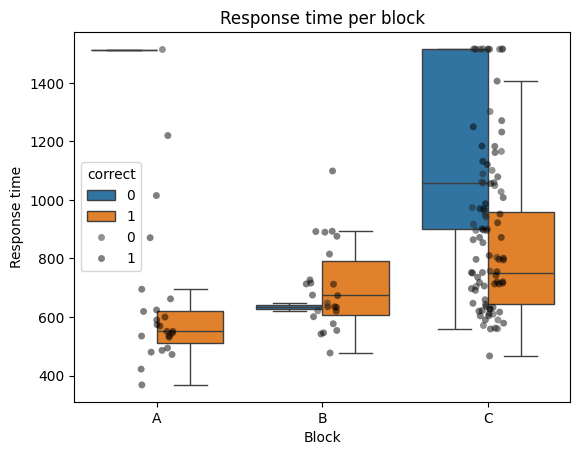 Response time per block
Response time
1400
1200
1000
800
600
400
correct
0
1
0
1
A
B
C
Block